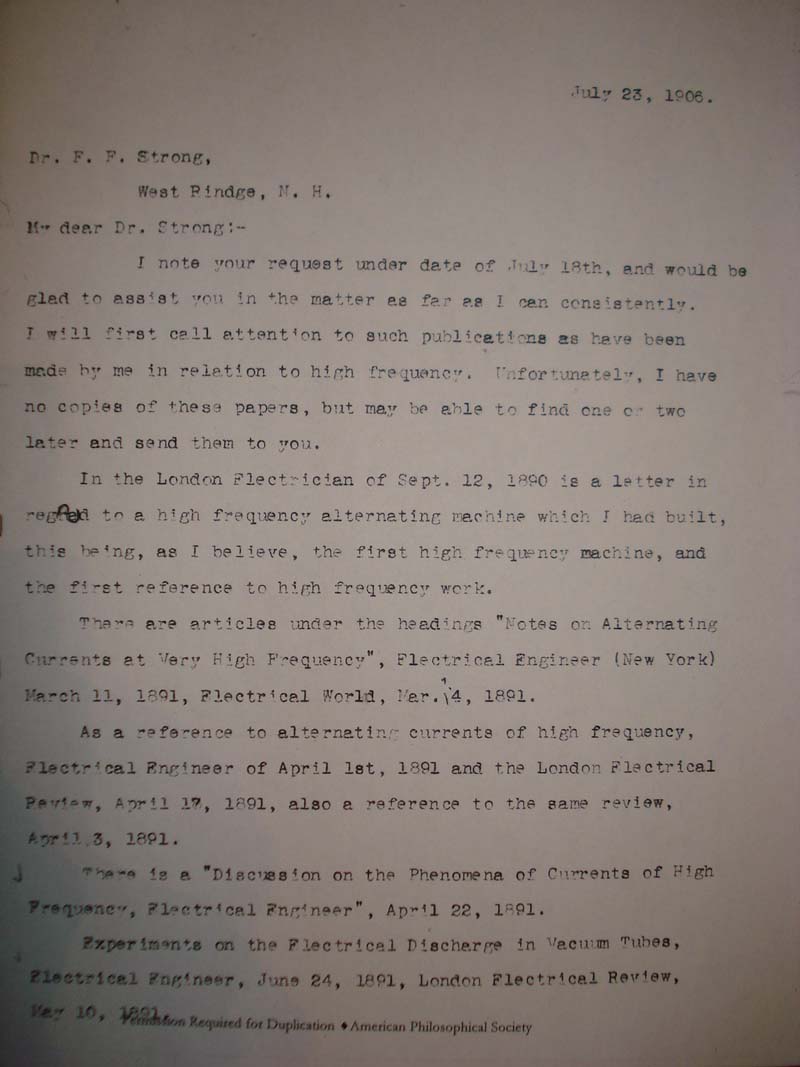 July 23, 1906.
Dr. F. F. Strong,
West Rindge, N. H.
My dear Dr. Strong:-
I note your request under date of July 18th, and would be
glad to assist you in the matter as far as I can consistently.
I will first call attention to such publications as have been
made by me in relation to high frequency. Unfortunately, I have
no copies of these papers, but may be able to find one or two
later and send them to you.
In the London Electrician of Sept. 12, 1890 is a letter in
regard to a high frequency alternating machine which I had built,
this being, as I believe, the first high frequency machine, and
the first reference to high frequency work.
There are articles under the headings "Notes on Alternating
Currents at Very High Frequency", Electrical Engineer (New York)
March 11, 1891, Electrical World, Mar. 14, 1891.
As a reference to alternating currents of high frequency,
Electrical Engineer of April 1st, 1891 and the London Electrical
Review, April 17, 1891, also a reference to the same review,
April 3, 1891.
There is a "Discussion on the Phenomena of Currents of High
Frequency, Electrical Engineer", April 22, 1891.
Experiments on the Electrical Discharge in Vacuum Tubes,
Electrical Engineer, June 24, 1891, London Electrical Review,
May 10, 1891.
Permission Required for Duplication ♦ American Philosophical Society